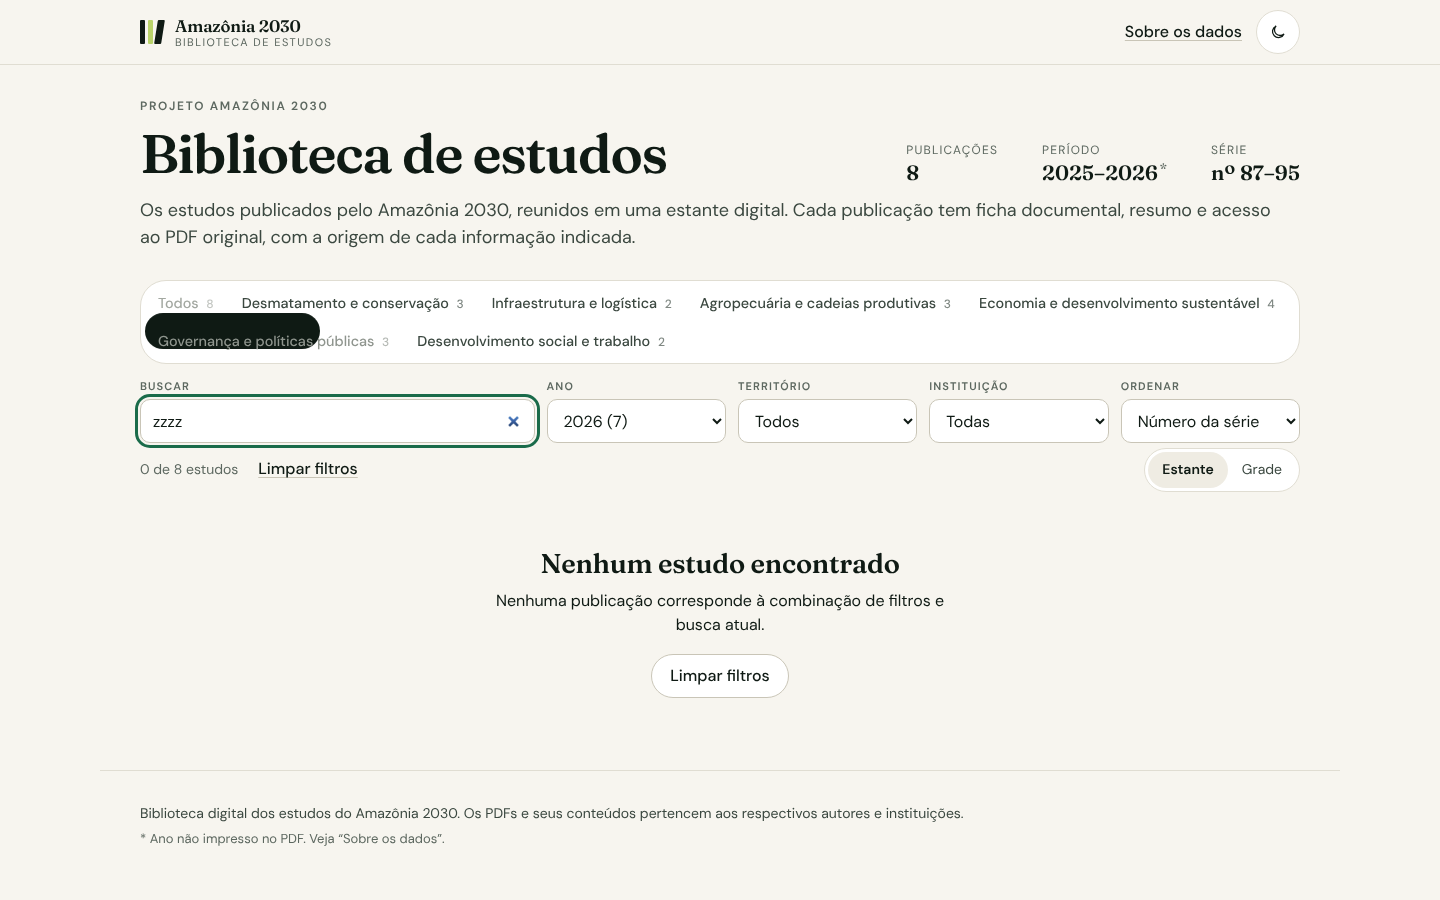 Amazônia 2030
BIBLIOTECA DE ESTUDOS
Sobre os dados
PROJETO AMAZÔNIA 2030
Biblioteca de estudos
PUBLICAÇÕES
8
PERÍODO
2025–2026*
SÉRIE
nº 87–95
Os estudos publicados pelo Amazônia 2030, reunidos em uma estante digital. Cada publicação tem ficha documental, resumo e acesso
ao PDF original, com a origem de cada informação indicada.
Todos 8 Desmatamento e conservação 3 Infraestrutura e logística 2 Agropecuária e cadeias produtivas 3 Economia e desenvolvimento sustentável 4
Governança e políticas públicas 3 Desenvolvimento social e trabalho 2
BUSCAR
zzzz
ANO
2026 (7)
TERRITÓRIO
Todos
INSTITUIÇÃO
Todas
ORDENAR
Número da série
0 de 8 estudos Limpar filtros
Estante Grade
Nenhum estudo encontrado
Nenhuma publicação corresponde à combinação de filtros e
busca atual.
Limpar filtros
Biblioteca digital dos estudos do Amazônia 2030. Os PDFs e seus conteúdos pertencem aos respectivos autores e instituições.
* Ano não impresso no PDF. Veja “Sobre os dados”.